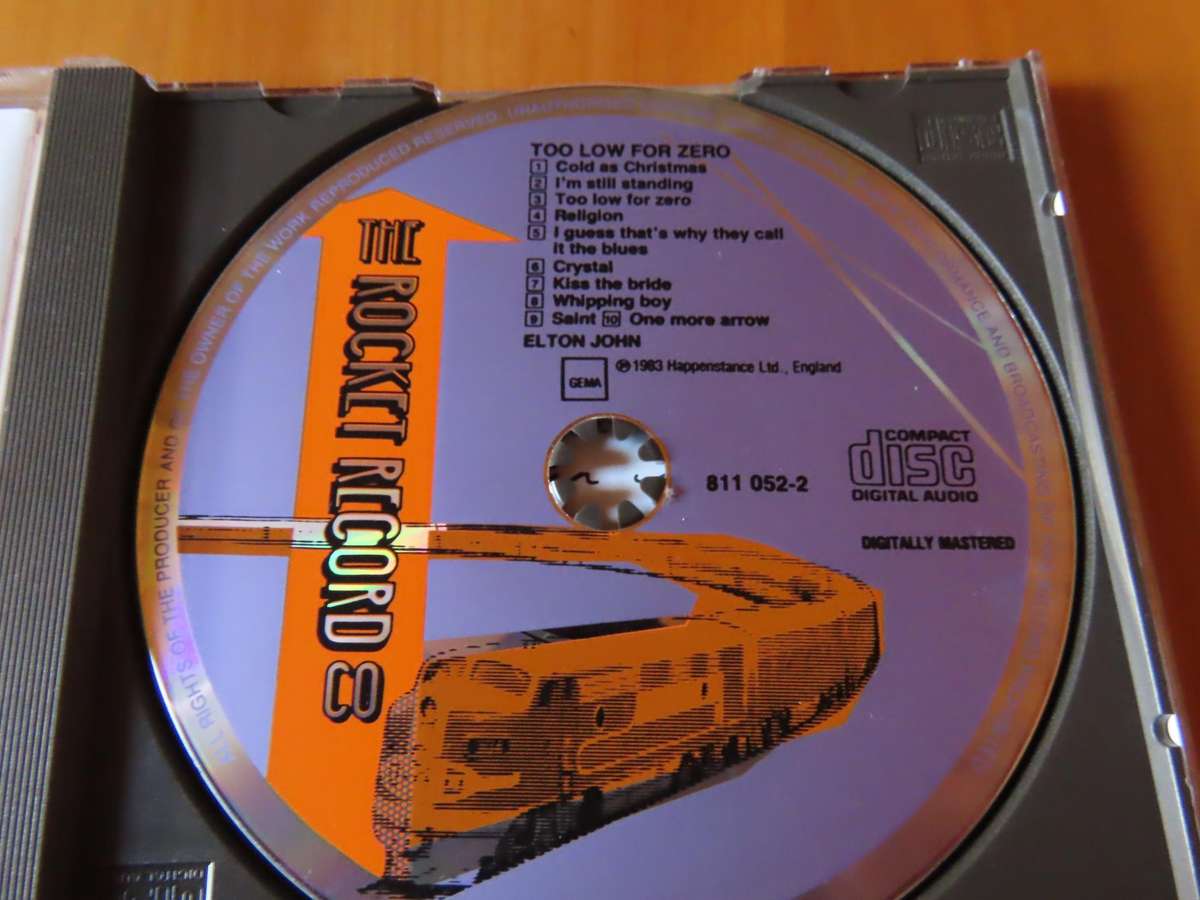 TOO LOW FOR ZERO
1 Cold as Christmas
2 I'm still standing
3 Too low for zero
4 Religion
5 I guess that's why they call
it the blues
6 Crystal
7 Kiss the bride
8 Whipping boy
9 Saint 10 One more arrow
ELTON JOHN
GEMA
℗ 1983 Happenstance Ltd., England
811 052-2
COMPACT
disc
DIGITAL AUDIO
DIGITALLY MASTERED
THE ROCKET RECORD CO
ALL RIGHTS OF THE PRODUCER AND OF THE OWNER OF THE WORK REPRODUCED RESERVED. UNAUTHORISED
AND BROADCASTING